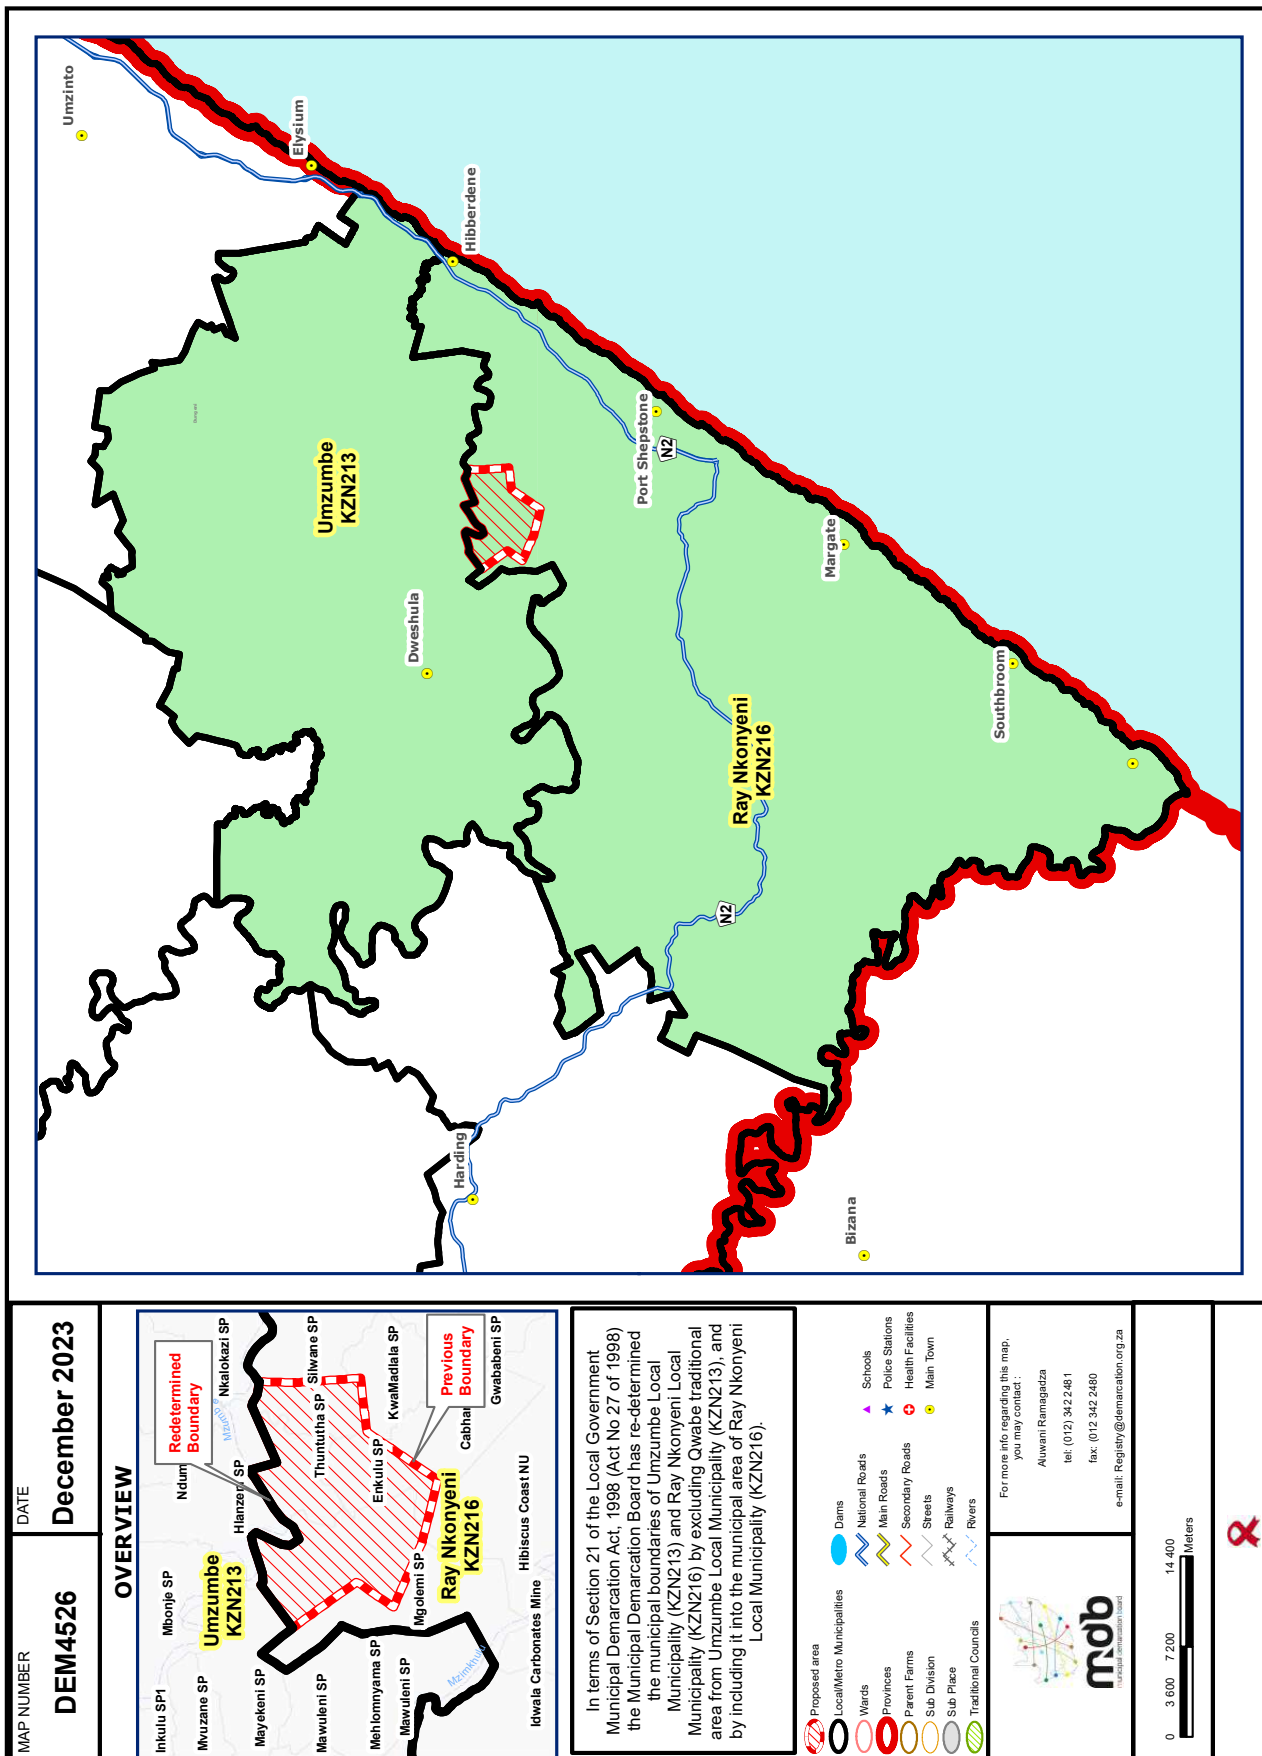 MAP NUMBER
DEM4526
DATE
December 2023
OVERVIEW
Inkulu SP1
Mbonje SP
Ndum
Nkalokazi SP
Mvuzane SP
Umzumbe
KZN213
Hlanzeni SP
Mzumbe
Redetermined
Boundary
Mayekeni SP
Mawuleni SP
Thuntutha SP
Siliwane SP
Mehlomnyama SP
Enkulu SP
KwaMadlala SP
Mawuleni SP
Mgolemi SP
Ray Nkonyeni
KZN216
Previous
Boundary
Cabhar
Gwababeni SP
Mzimkhulu
Hibiscus Coast NU
Idwala Carbonates Mine
In terms of Section 21 of the Local Government
Municipal Demarcation Act, 1998 (Act No 27 of 1998)
the Municipal Demarcation Board has re-determined
the municipal boundaries of Umzumbe Local
Municipality (KZN213) and Ray Nkonyeni Local
Municipality (KZN216) by excluding Qwabe traditional
area from Umzumbe Local Municipality (KZN213), and
by including it into the municipal area of Ray Nkonyeni
Local Municipality (KZN216).
Proposed area
Local/Metro Municipalities
Wards
Provinces
Parent Farms
Sub Division
Sub Place
Traditional Councils
Dams
National Roads
Main Roads
Secondary Roads
Streets
Railways
Rivers
Schools
Police Stations
Health Facilities
Main Town
mdb
municipal demarcation board
For more info regarding this map,
you may contact :
Aluwani Ramagadza
tel: (012) 342 2481
fax: (012 342 2480
e-mail: Registry@demarcation.org.za
0 3 600 7 200 14 400
Meters
Umzinto
Elysium
Hibberdene
Umzumbe
KZN213
Dweshula
Port Shepstone
N2
Margate
Ray Nkonyeni
KZN216
Southbroom
N2
Harding
Bizana